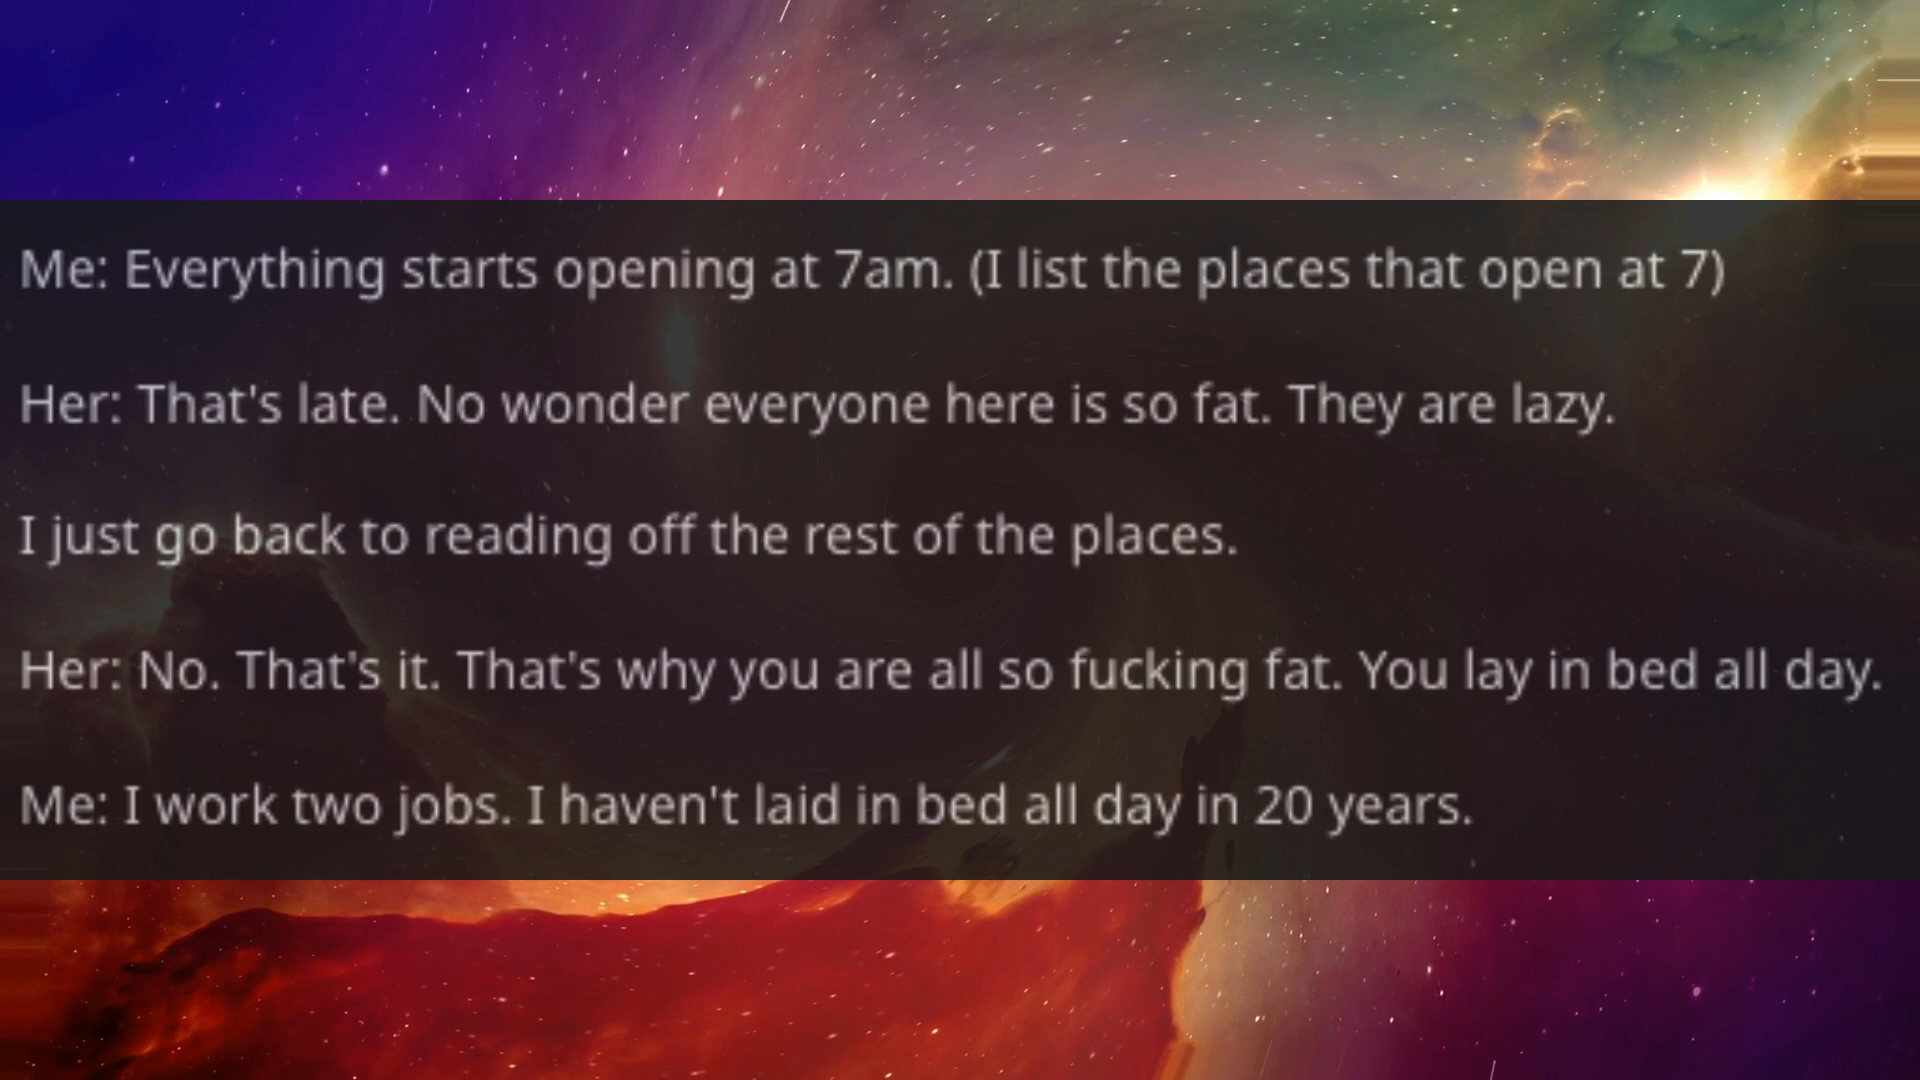 Me: Everything starts opening at 7am. (I list the places that open at 7)
Her: That's late. No wonder everyone here is so fat. They are lazy.
I just go back to reading off the rest of the places.
Her: No. That's it. That's why you are all so fucking fat. You lay in bed all day.
Me: I work two jobs. I haven't laid in bed all day in 20 years.